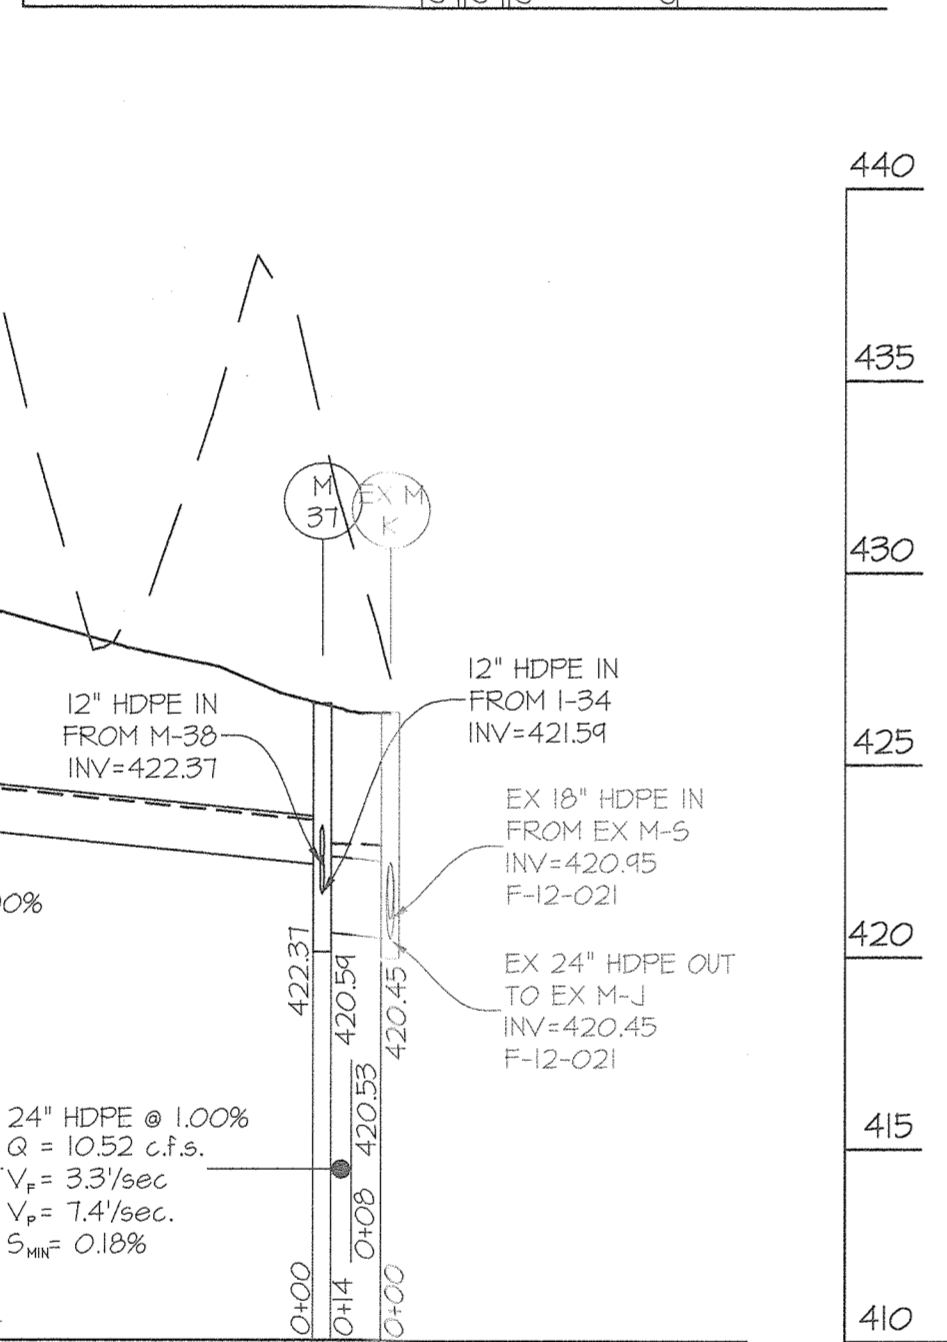 440
435
M
37
EX M
K
430
12" HDPE IN
FROM I-34
INV=421.59
12" HDPE IN
FROM M-38
INV=422.37
425
EX 18" HDPE IN
FROM EX M-S
INV=420.95
F-12-021
0%
420
422.37
420.59
420.45
EX 24" HDPE OUT
TO EX M-J
INV=420.45
F-12-021
420.53
24" HDPE @ 1.00%
Q = 10.52 c.f.s.
VF= 3.3'/sec
VP= 7.4'/sec.
SMIN= 0.18%
415
0+08
0+00
0+14
0+00
410